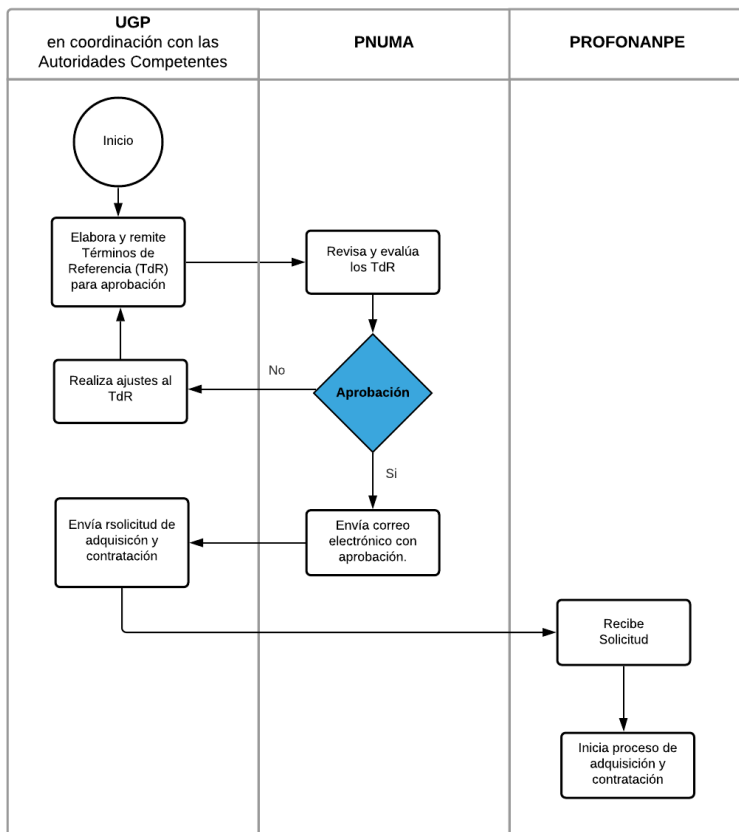 UGP
en coordinación con las
Autoridades Competentes
PNUMA
PROFONANPE
Inicio
Elabora y remite
Términos de
Referencia (TdR)
para aprobación
Revisa y evalúa
los TdR
Realiza ajustes al
TdR
No
Aprobación
Si
Envía rsolicitud de
adquisicón y
contratación
Envía correo
electrónico con
aprobación.
Recibe
Solicitud
Inicia proceso de
adquisición y
contratación